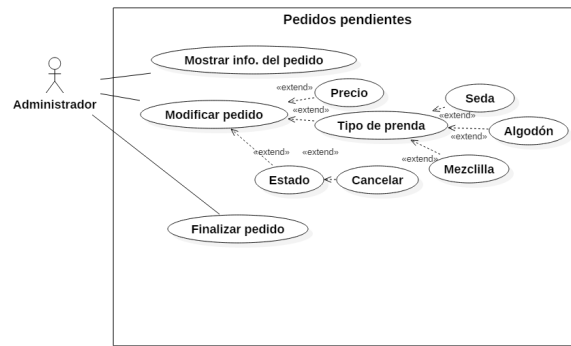 Pedidos pendientes
Mostrar info. del pedido
Administrador
«extend»
Precio
Seda
«extend»
«extend»
Modificar pedido
Tipo de prenda
Algodón
«extend»
«extend»
«extend»
«extend»
Mezclilla
Estado
Cancelar
Finalizar pedido